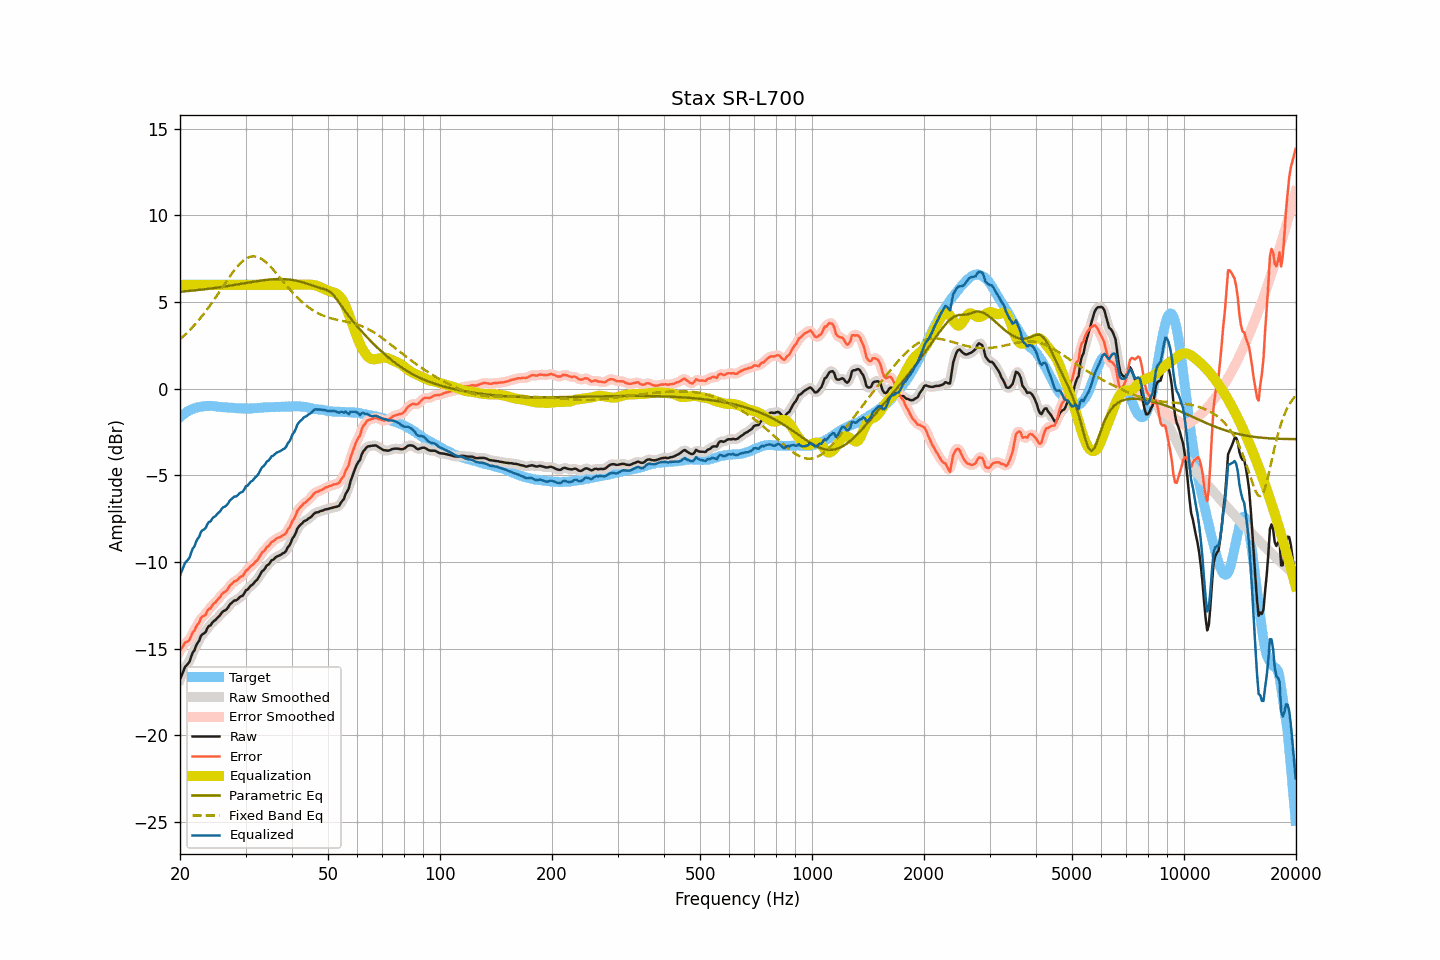 Stax SR-L700
15
10
5
0
−5
−10
−15
−20
−25
Amplitude (dBr)
Target
Raw Smoothed
Error Smoothed
Raw
Error
Equalization
Parametric Eq
Fixed Band Eq
Equalized
20 50 100 200 500 1000 2000 5000 10000 20000
Frequency (Hz)